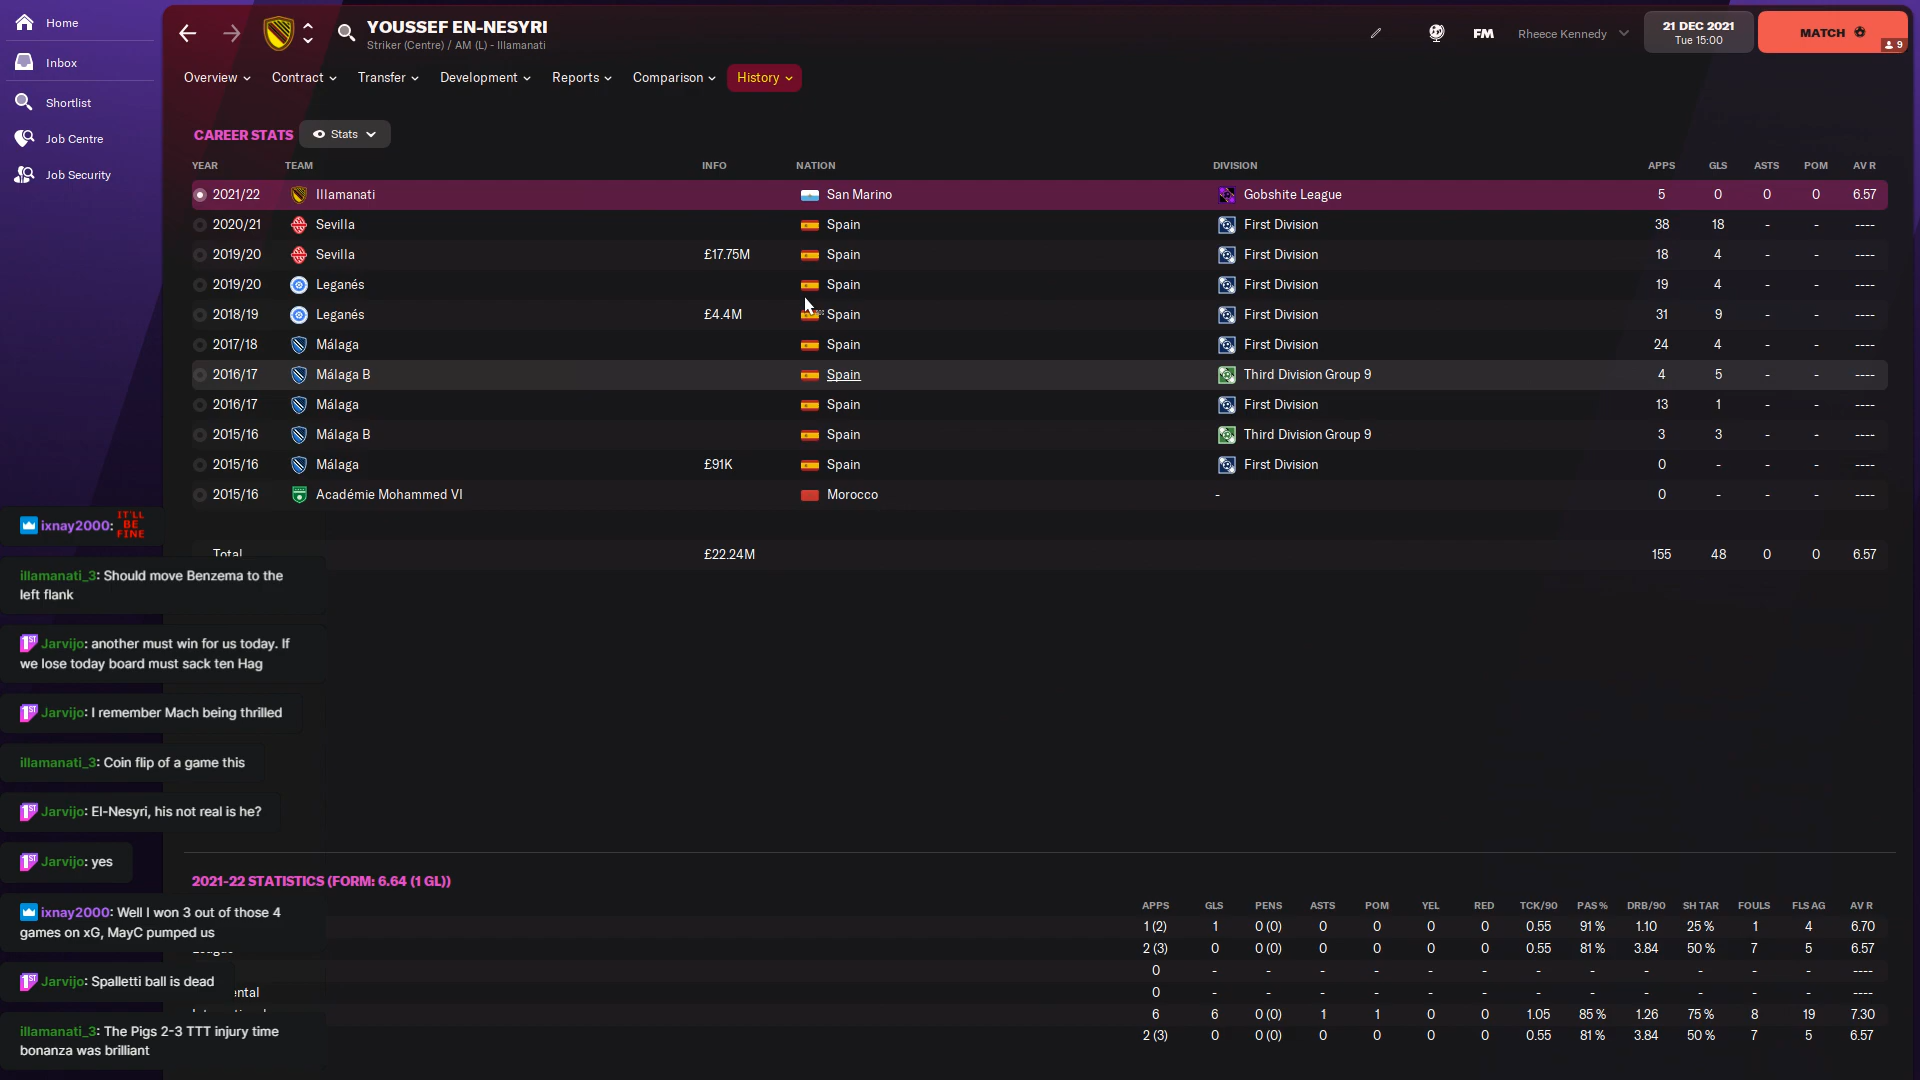 Home
Inbox
Shortlist
Job Centre
Job Security
YOUSSEF EN-NESYRI
Striker (Centre) / AM (L) - Illamanati
FM
Rheece Kennedy
21 DEC 2021
Tue 15:00
MATCH
9
Overview Contract Transfer Development Reports Comparison History
CAREER STATS Stats
YEAR TEAM INFO NATION DIVISION APPS GLS ASTS POM AV R
2021/22 Illamanati San Marino Gobshite League 5 0 0 0 6.57
2020/21 Sevilla Spain First Division 38 18 - - ----
2019/20 Sevilla £17.75M Spain First Division 18 4 - - ----
2019/20 Leganés Spain First Division 19 4 - - ----
2018/19 Leganés £4.4M Spain First Division 31 9 - - ----
2017/18 Málaga Spain First Division 24 4 - - ----
2016/17 Málaga B Spain Third Division Group 9 4 5 - - ----
2016/17 Málaga Spain First Division 13 1 - - ----
2015/16 Málaga B Spain Third Division Group 9 3 3 - - ----
2015/16 Málaga £91K Spain First Division 0 - - - ----
2015/16 Académie Mohammed VI Morocco - 0 - - - ----
Total £22.24M 155 48 0 0 6.57
ixnay2000: IT'LL BE FINE
illamanati_3: Should move Benzema to the
left flank
1ST Jarvijo: another must win for us today. If
we lose today board must sack ten Hag
1ST Jarvijo: I remember Mach being thrilled
illamanati_3: Coin flip of a game this
1ST Jarvijo: El-Nesyri, his not real is he?
1ST Jarvijo: yes
ixnay2000: Well I won 3 out of those 4
games on xG, MayC pumped us
1ST Jarvijo: Spalletti ball is dead
illamanati_3: The Pigs 2-3 TTT injury time
bonanza was brilliant
2021-22 STATISTICS (FORM: 6.64 (1 GL))
APPS GLS PENS ASTS POM YEL RED TCK/90 PAS % DRB/90 SH TAR FOULS FLS AG AV R
1 (2) 1 0 (0) 0 0 0 0 0.55 91 % 1.10 25 % 1 4 6.70
2 (3) 0 0 (0) 0 0 0 0 0.55 81 % 3.84 50 % 7 5 6.57
0 - - - - - - - - - - - - ----
ental 0 - - - - - - - - - - - - ----
6 6 0 (0) 1 1 0 0 1.05 85 % 1.26 75 % 8 19 7.30
2 (3) 0 0 (0) 0 0 0 0 0.55 81 % 3.84 50 % 7 5 6.57